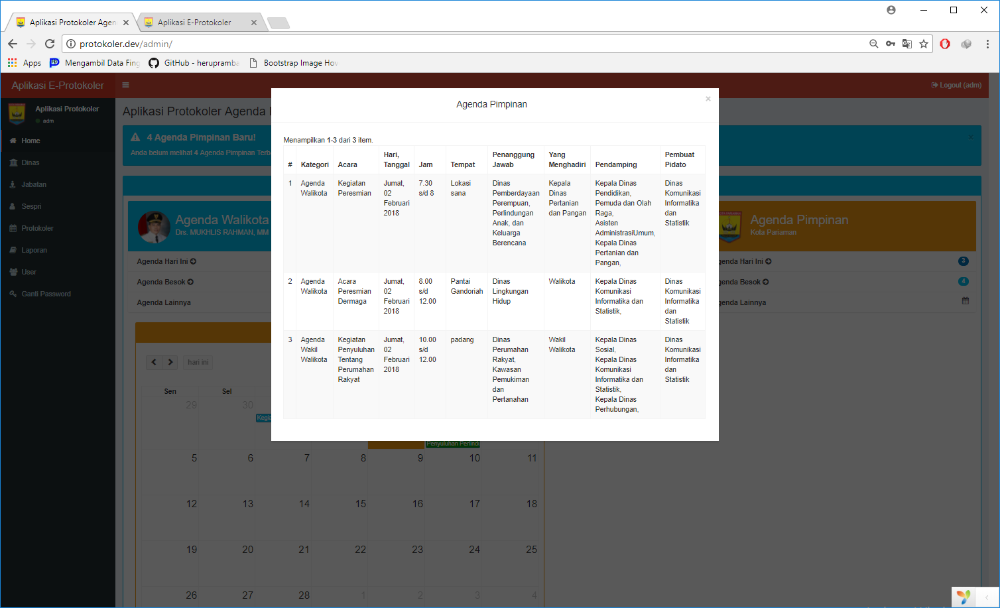 Aplikasi Protokoler Agen
Aplikasi E-Protokoler
protokoler.dev/admin/
Apps
Mengambil Data Fing
GitHub - herupramba
Bootstrap Image Hov
Aplikasi E-Protokoler
Logout (adm)
Aplikasi Protokoler
adm
Home
Dinas
Jabatan
Sespri
Protokoler
Laporan
User
Ganti Password
Aplikasi Protokoler Agenda
4 Agenda Pimpinan Baru!
Anda belum melihat 4 Agenda Pimpinan Terb
×
Agenda Walikota
Drs. MUKHLIS RAHMAN, MM
Agenda Hari Ini
Agenda Besok
Agenda Lainnya
Agenda Pimpinan
Kota Pariaman
genda Hari Ini
3
genda Besok
4
genda Lainnya
Agenda Pimpinan
×
Menampilkan 1-3 dari 3 item.
# Kategori Acara Hari, Tanggal Jam Tempat Penanggung Jawab Yang Menghadiri Pendamping Pembuat Pidato
1 Agenda Walikota Kegiatan Peresmian Jumat, 02 Februari 2018 7.30 s/d 8 Lokasi sana Dinas Pemberdayaan Perempuan, Perlindungan Anak, dan Keluarga Berencana Kepala Dinas Pertanian dan Pangan Kepala Dinas Pendidikan, Pemuda dan Olah Raga, Asisten AdministrasiUmum, Kepala Dinas Pertanian dan Pangan, Dinas Komunikasi Informatika dan Statistik
2 Agenda Walikota Acara Peresmian Dermaga Jumat, 02 Februari 2018 8.00 s/d 12.00 Pantai Gandoriah Dinas Lingkungan Hidup Walikota Kepala Dinas Komunikasi Informatika dan Statistik, Dinas Komunikasi Informatika dan Statistik
3 Agenda Wakil Walikota Kegiatan Penyuluhan Tentang Perumahan Rakyat Jumat, 02 Februari 2018 10.00 s/d 12.00 padang Dinas Perumahan Rakyat, Kawasan Pemukiman dan Pertanahan Wakil Walikota Kepala Dinas Sosial, Kepala Dinas Komunikasi Informatika dan Statistik, Kepala Dinas Perhubungan, Dinas Komunikasi Informatika dan Statistik
hari ini
Sen Sel
29 30
Kegi
Penyuluhan Perlindi
5 6 7 8 9 10 11
12 13 14 15 16 17 18
19 20 21 22 23 24 25
26 27 28 1 2 3 4